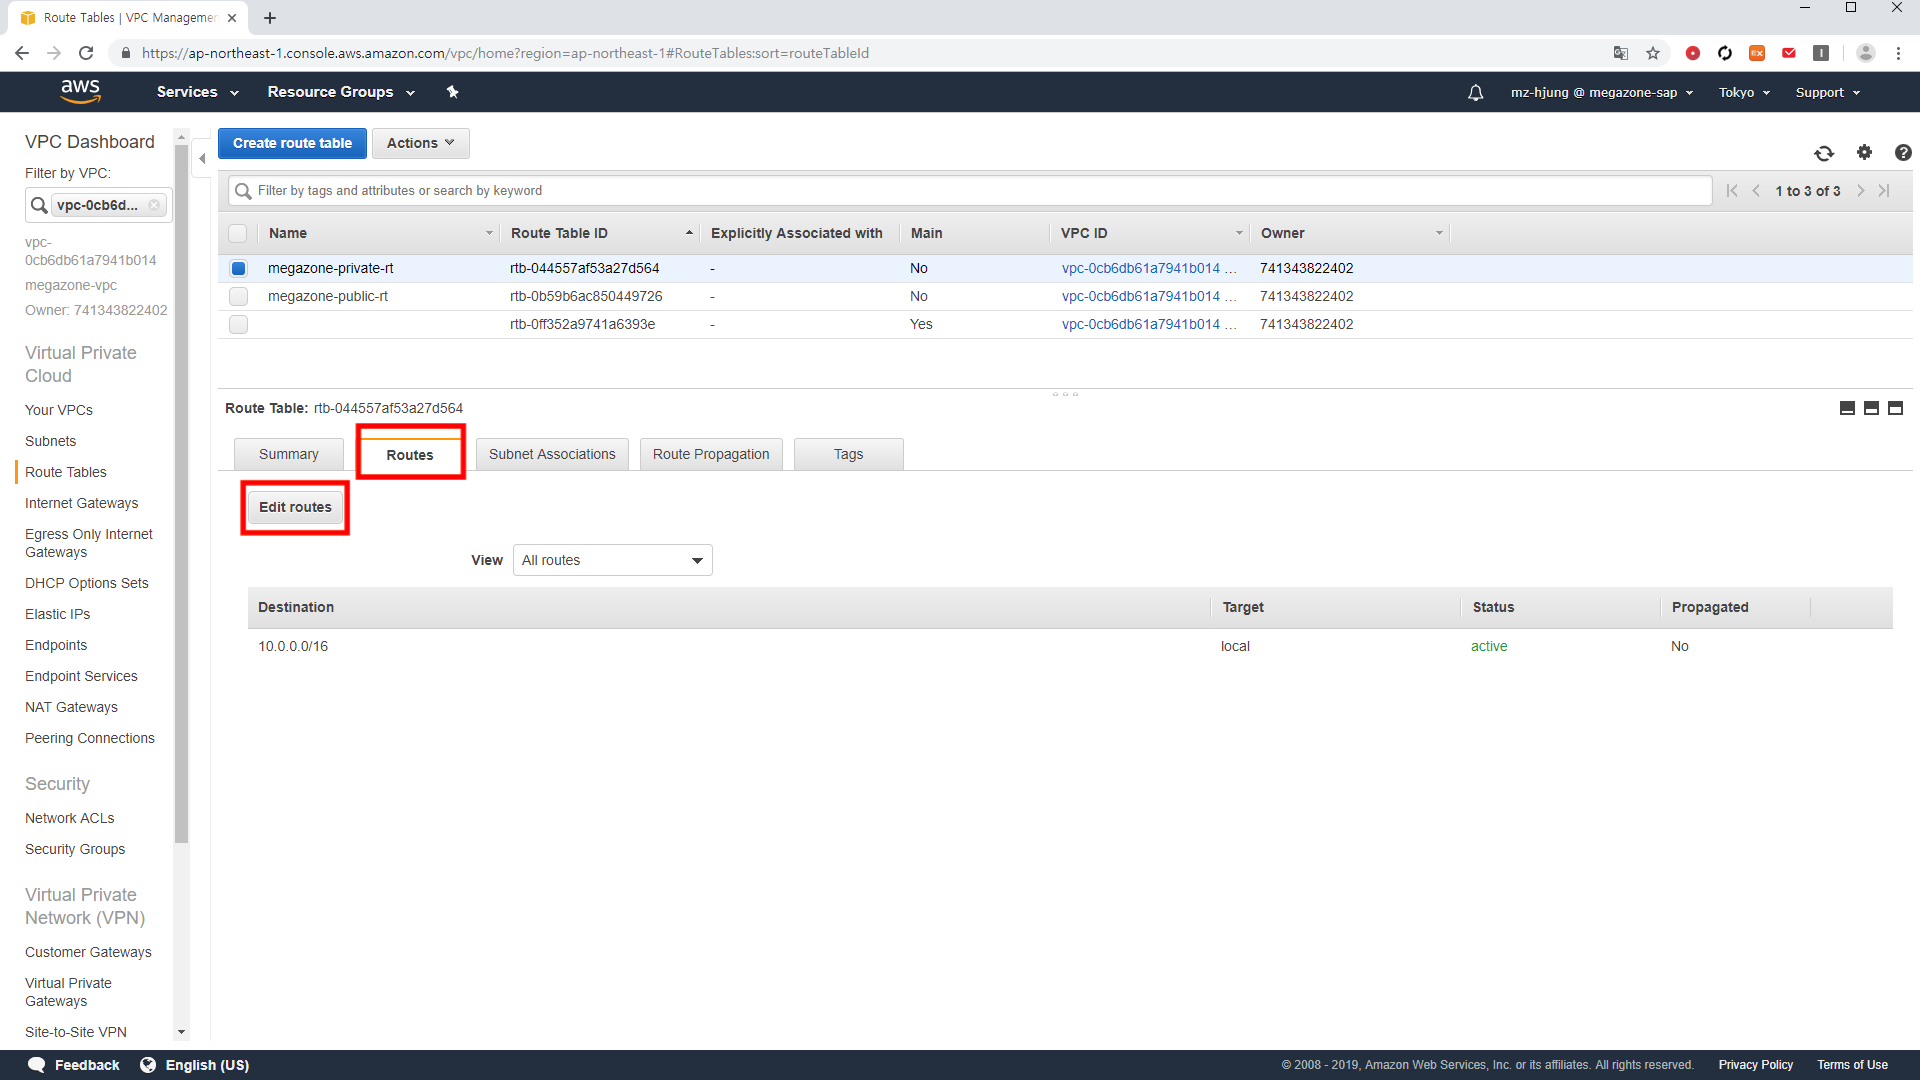 Route Tables | VPC Managemer
https://ap-northeast-1.console.aws.amazon.com/vpc/home?region=ap-northeast-1#RouteTables:sort=routeTableId
aws
Services
Resource Groups
mz-hjung @ megazone-sap
Tokyo
Support
VPC Dashboard
Filter by VPC:
vpc-0cb6d...
vpc-
0cb6db61a7941b014
megazone-vpc
Owner: 741343822402
Virtual Private
Cloud
Your VPCs
Subnets
Route Tables
Internet Gateways
Egress Only Internet
Gateways
DHCP Options Sets
Elastic IPs
Endpoints
Endpoint Services
NAT Gateways
Peering Connections
Security
Network ACLs
Security Groups
Virtual Private
Network (VPN)
Customer Gateways
Virtual Private
Gateways
Site-to-Site VPN
Create route table
Actions
Filter by tags and attributes or search by keyword
1 to 3 of 3
Name Route Table ID Explicitly Associated with Main VPC ID Owner
megazone-private-rt rtb-044557af53a27d564 - No vpc-0cb6db61a7941b014 ... 741343822402
megazone-public-rt rtb-0b59b6ac850449726 - No vpc-0cb6db61a7941b014 ... 741343822402
rtb-0ff352a9741a6393e - Yes vpc-0cb6db61a7941b014 ... 741343822402
Route Table: rtb-044557af53a27d564
Summary
Routes
Subnet Associations
Route Propagation
Tags
Edit routes
View
All routes
Destination Target Status Propagated
10.0.0.0/16 local active No
Feedback
English (US)
© 2008 - 2019, Amazon Web Services, Inc. or its affiliates. All rights reserved.
Privacy Policy
Terms of Use